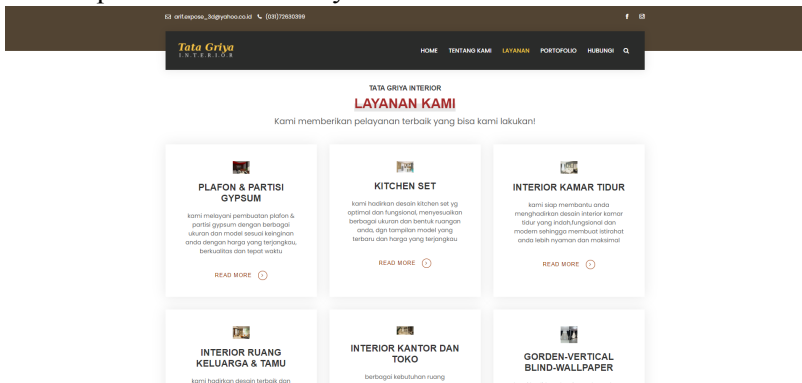 arif.expose_3d@yahoo.co.id (031)72630399
Tata Griya
I.N.T.E.R.I.O.R
HOME TENTANG KAMI LAYANAN PORTOFOLIO HUBUNGI
TATA GRIYA INTERIOR
LAYANAN KAMI
Kami memberikan pelayanan terbaik yang bisa kami lakukan!
PLAFON & PARTISI
GYPSUM
kami melayani pembuatan plafon &
partisi gypsum dengan berbagai
ukuran dan model sesuai keinginan
anda dengan harga yang terjangkau,
berkualitas dan tepat waktu
READ MORE
KITCHEN SET
kami hadirkan desain kitchen set yg
optimal dan fungsional, menyesuaikan
berbagai ukuran dan bentuk ruangan
anda, dgn tampilan model yang
terbaru dan harga yang terjangkau
READ MORE
INTERIOR KAMAR TIDUR
kami siap membantu anda
menghadirkan desain interior kamar
tidur yang indah,fungsional dan
modern sehingga membuat istirahat
anda lebih nyaman dan maksimal
READ MORE
INTERIOR RUANG
KELUARGA & TAMU
kami hadirkan desain terbaik dan
INTERIOR KANTOR DAN
TOKO
berbagai kebutuhan ruang
GORDEN-VERTICAL
BLIND-WALLPAPER